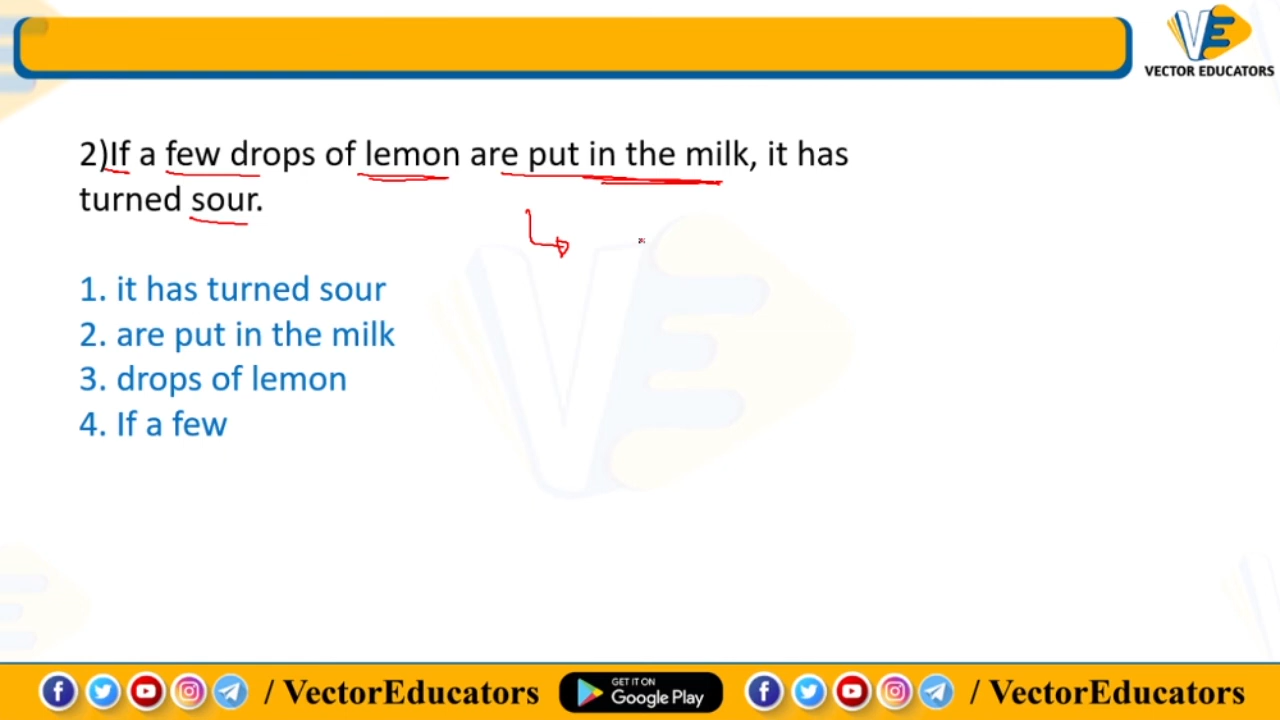 VECTOR EDUCATORS
2)If a few drops of lemon are put in the milk, it has
turned sour.
1. it has turned sour
2. are put in the milk
3. drops of lemon
4. If a few
/ VectorEducators
GET IT ON
Google Play
/ VectorEducators